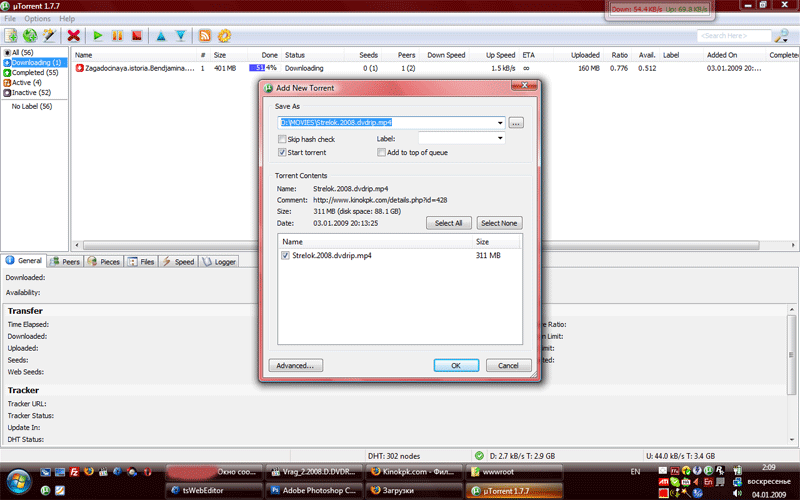 µTorrent 1.7.7
Down: 54.4 KB/s Up: 69.8 KB/s
File Options Help
<Search Here>
All (56)
Downloading (1)
Completed (55)
Active (4)
Inactive (52)
No Label (56)
Name # Size Done Status Seeds Peers Down Speed Up Speed ETA Uploaded Ratio Avail. Label Added On Completed
Zagadocinaya.istoria.Bendjamina.... 1 401 MB 51.4% Downloading 0 (1) 1 (2) 1.5 kB/s ∞ 160 MB 0.776 0.512 03.01.2009 20:...
Add New Torrent
Save As
D:\MOVIES\Strelok.2008.dvdrip.mp4
...
Skip hash check Label:
Start torrent Add to top of queue
Torrent Contents
Name: Strelok.2008.dvdrip.mp4
Comment: http://www.kinokpk.com/details.php?id=428
Size: 311 MB (disk space: 88.1 GB)
Date: 03.01.2009 20:13:25
Select All Select None
Name Size
Strelok.2008.dvdrip.mp4 311 MB
Advanced... OK Cancel
General Peers Pieces Files Speed Logger
Downloaded:
Availability:
Transfer
Time Elapsed: e Ratio:
Downloaded: n Limit:
Uploaded: mit:
Seeds: ted:
Web Seeds:
Tracker
Tracker URL:
Tracker Status:
Update In:
DHT Status:
DHT: 302 nodes D: 2.7 kB/s T: 2.9 GB U: 44.0 kB/s T: 3.4 GB
Окно соо... Vrag_2.2008.D.DVDR... Kinokpk.com - Фил... wwwroot EN 2:09
воскресенье
tsWebEditor Adobe Photoshop C... Загрузки µTorrent 1.7.7 04.01.2009